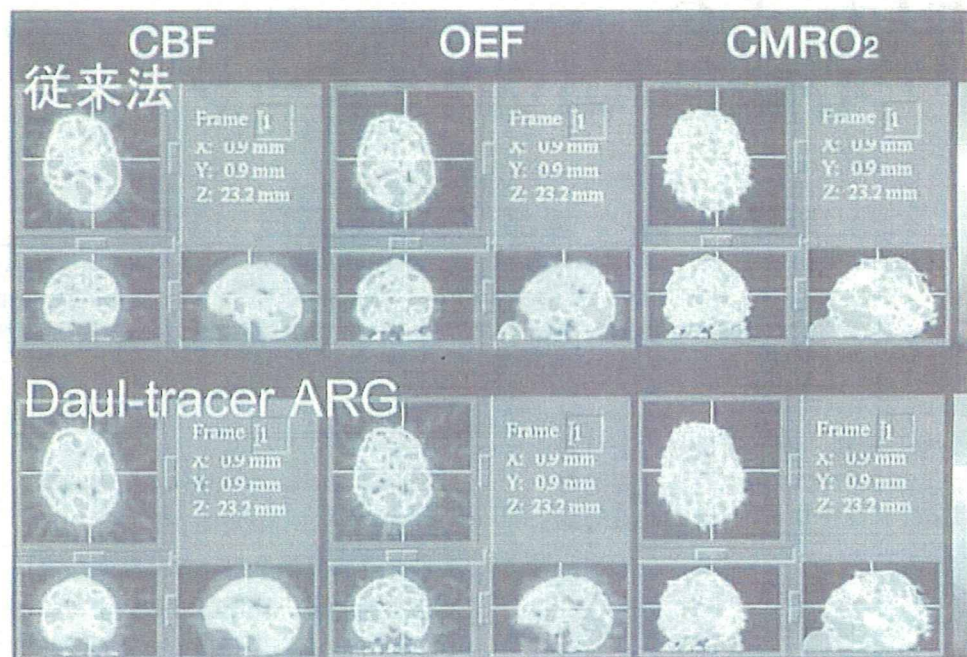 CBF OEF CMRO₂
従来法
Frame 1 Frame 1 Frame 1
X: 0.9 mm X: 0.9 mm X: 0.9 mm
Y: 0.9 mm Y: 0.9 mm Y: 0.9 mm
Z: 23.2 mm Z: 23.2 mm Z: 23.2 mm
Daul-tracer ARG
Frame 1 Frame 1 Frame 1
X: 0.9 mm X: 0.9 mm X: 0.9 mm
Y: 0.9 mm Y: 0.9 mm Y: 0.9 mm
Z: 23.2 mm Z: 23.2 mm Z: 23.2 mm